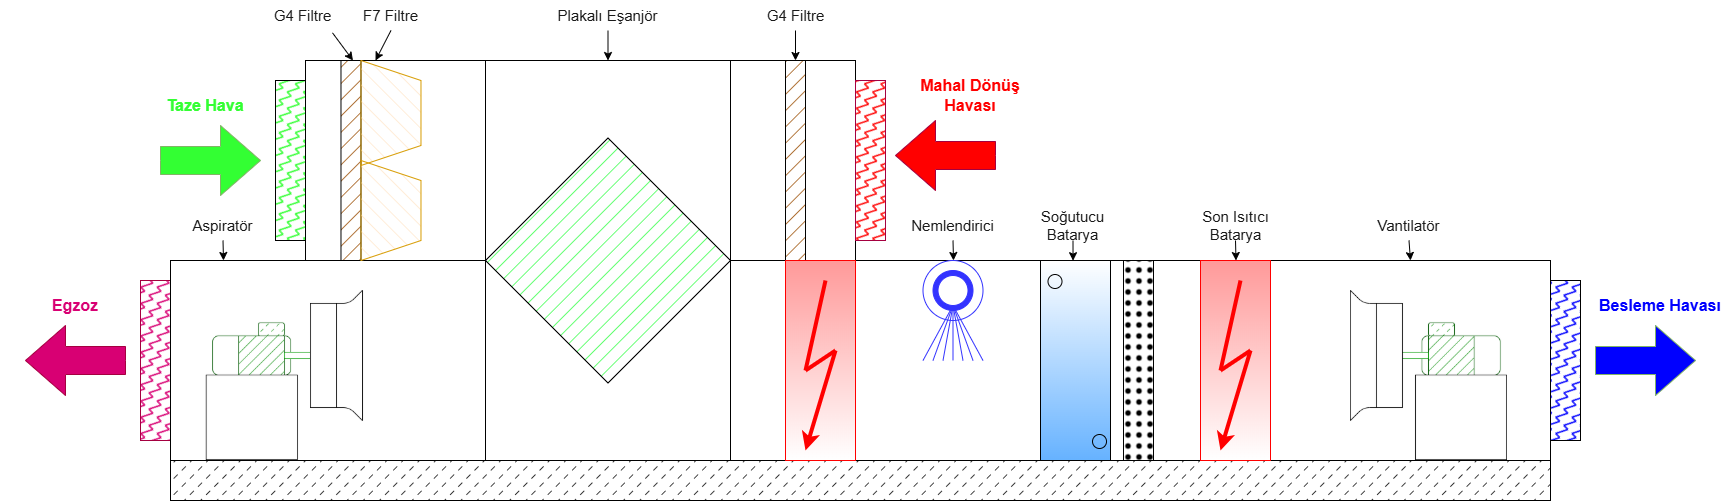 G4 Filtre
F7 Filtre
Plakalı Eşanjör
G4 Filtre
Taze Hava
Mahal Dönüş
Havası
Aspiratör
Nemlendirici
Soğutucu
Batarya
Son Isıtıcı
Batarya
Vantilatör
Egzoz
Besleme Havası